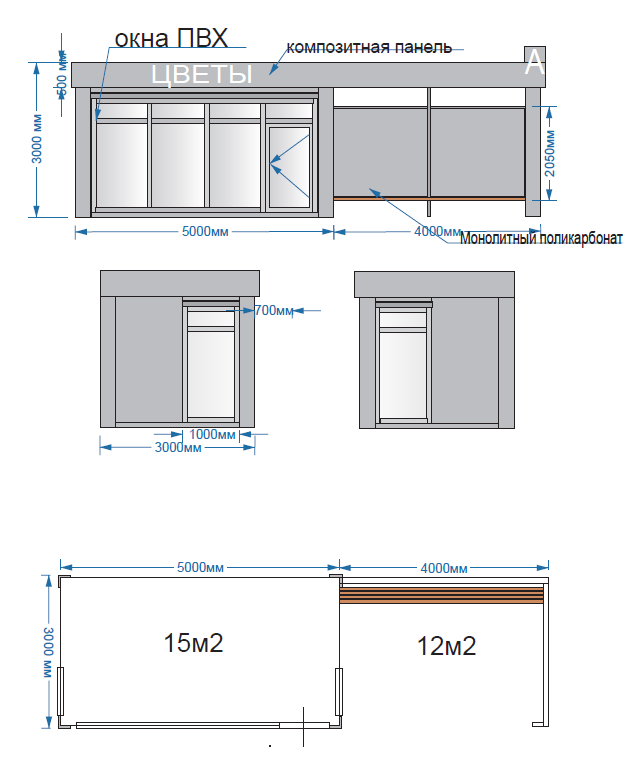 окна ПВХ
композитная панель
А
ЦВЕТЫ
500 мм
3000 мм
2050мм
5000мм
4000мм
Монолитный поликарбонат
700мм
1000мм
3000мм
5000мм
4000мм
3000 мм
15м2
12м2